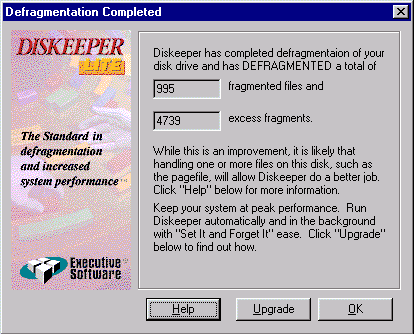 Defragmentation Completed
DISKEEPER
LITE
The Standard in
defragmentation
and increased
system performance™
Executive
Software®
Diskeeper has completed defragmentaion of your
disk drive and has DEFRAGMENTED a total of
995 fragmented files and
4739 excess fragments.
While this is an improvement, it is likely that
handling one or more files on this disk, such as
the pagefile, will allow Diskeeper do a better job.
Click "Help" below for more information.
Keep your system at peak performance. Run
Diskeeper automatically and in the background
with "Set It and Forget It" ease. Click "Upgrade"
below to find out how.
Help Upgrade OK